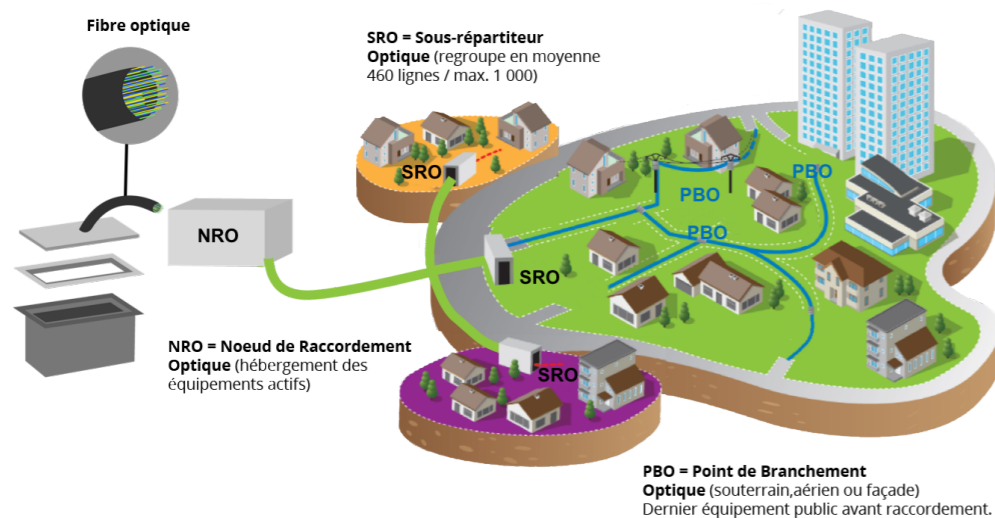 Fibre optique
SRO = Sous-répartiteur
Optique (regroupe en moyenne
460 lignes / max. 1 000)
SRO
PBO
PBO
PBO
NRO
SRO
NRO = Noeud de Raccordement
Optique (hébergement des
équipements actifs)
SRO
PBO = Point de Branchement
Optique (souterrain,aérien ou façade)
Dernier équipement public avant raccordement.